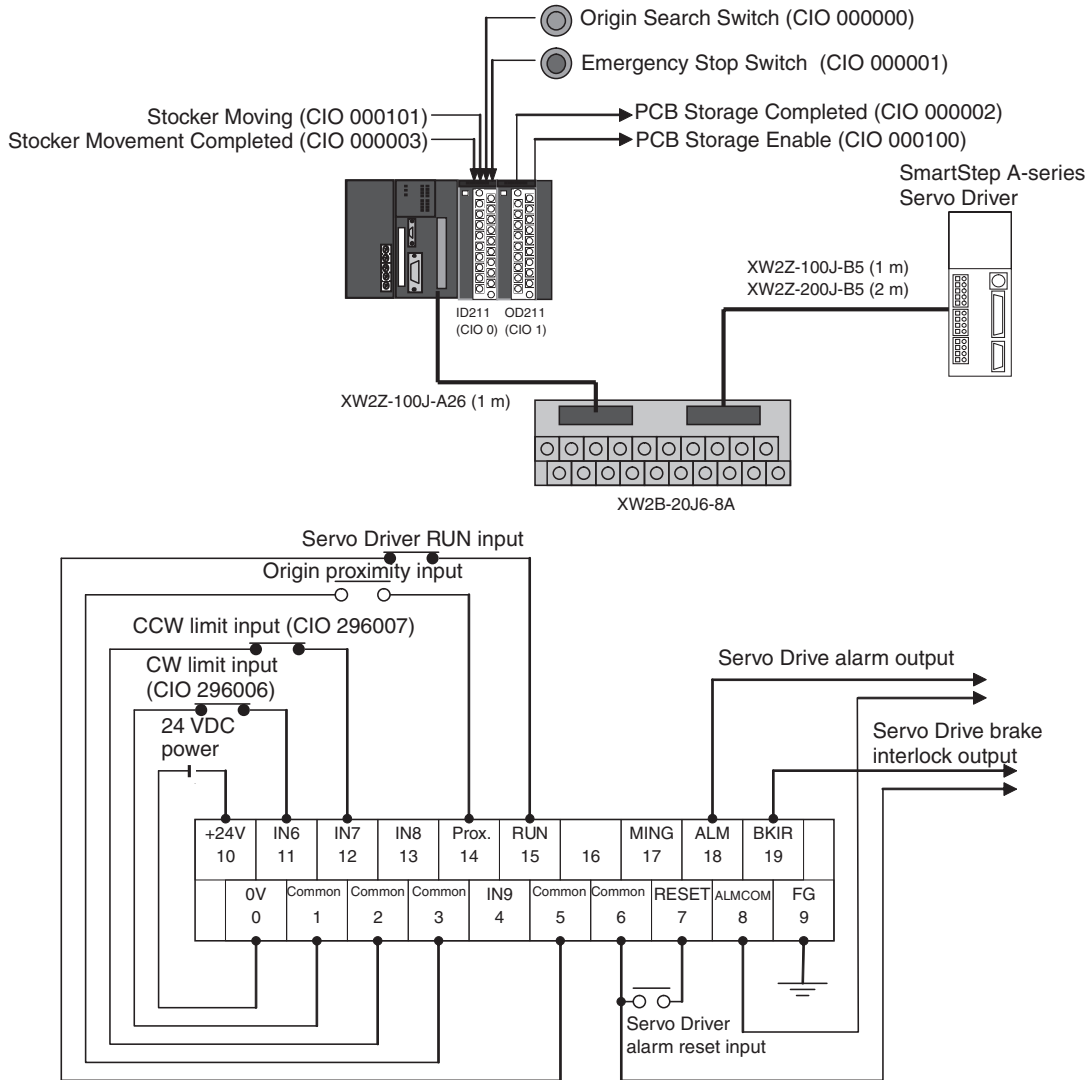 Origin Search Switch (CIO 000000)
Emergency Stop Switch (CIO 000001)
Stocker Moving (CIO 000101)
Stocker Movement Completed (CIO 000003)
PCB Storage Completed (CIO 000002)
PCB Storage Enable (CIO 000100)
SmartStep A-series
Servo Driver
XW2Z-100J-B5 (1 m)
XW2Z-200J-B5 (2 m)
ID211
(CIO 0)
OD211
(CIO 1)
XW2Z-100J-A26 (1 m)
XW2B-20J6-8A
Servo Driver RUN input
Origin proximity input
CCW limit input (CIO 296007)
CW limit input
(CIO 296006)
24 VDC
power
Servo Drive alarm output
Servo Drive brake
interlock output
+24V IN6 IN7 IN8 Prox. RUN MING ALM BKIR
10 11 12 13 14 15 16 17 18 19
0V Common Common Common IN9 Common Common RESET ALMCOM FG
0 1 2 3 4 5 6 7 8 9
Servo Driver
alarm reset input